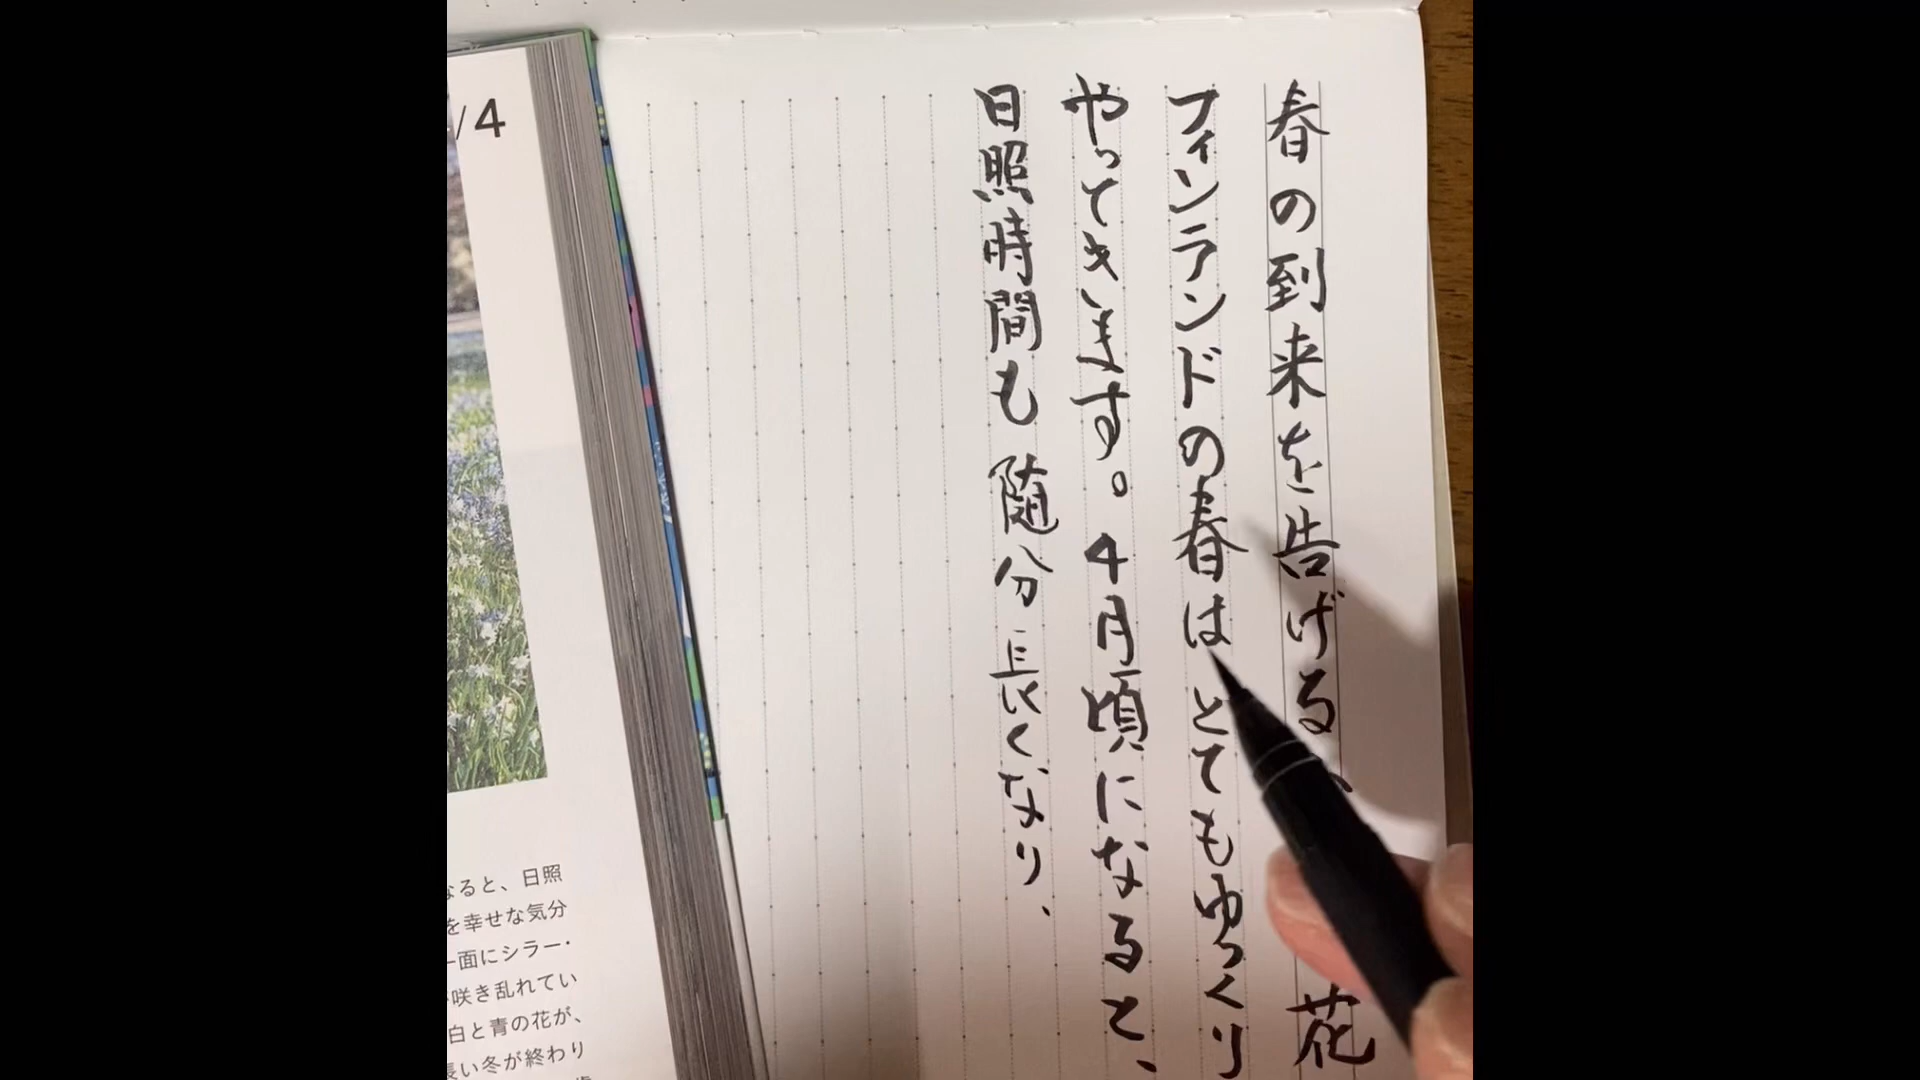 春の到来を告げる
花
フィンランドの春はとてもゆっくり
やってきます。4月頃になると、
日照時間も随分長くなり、
/4
なると、日照
を幸せな気分
一面にシラー・
咲き乱れてい
白と青の花が、
長い冬が終わり